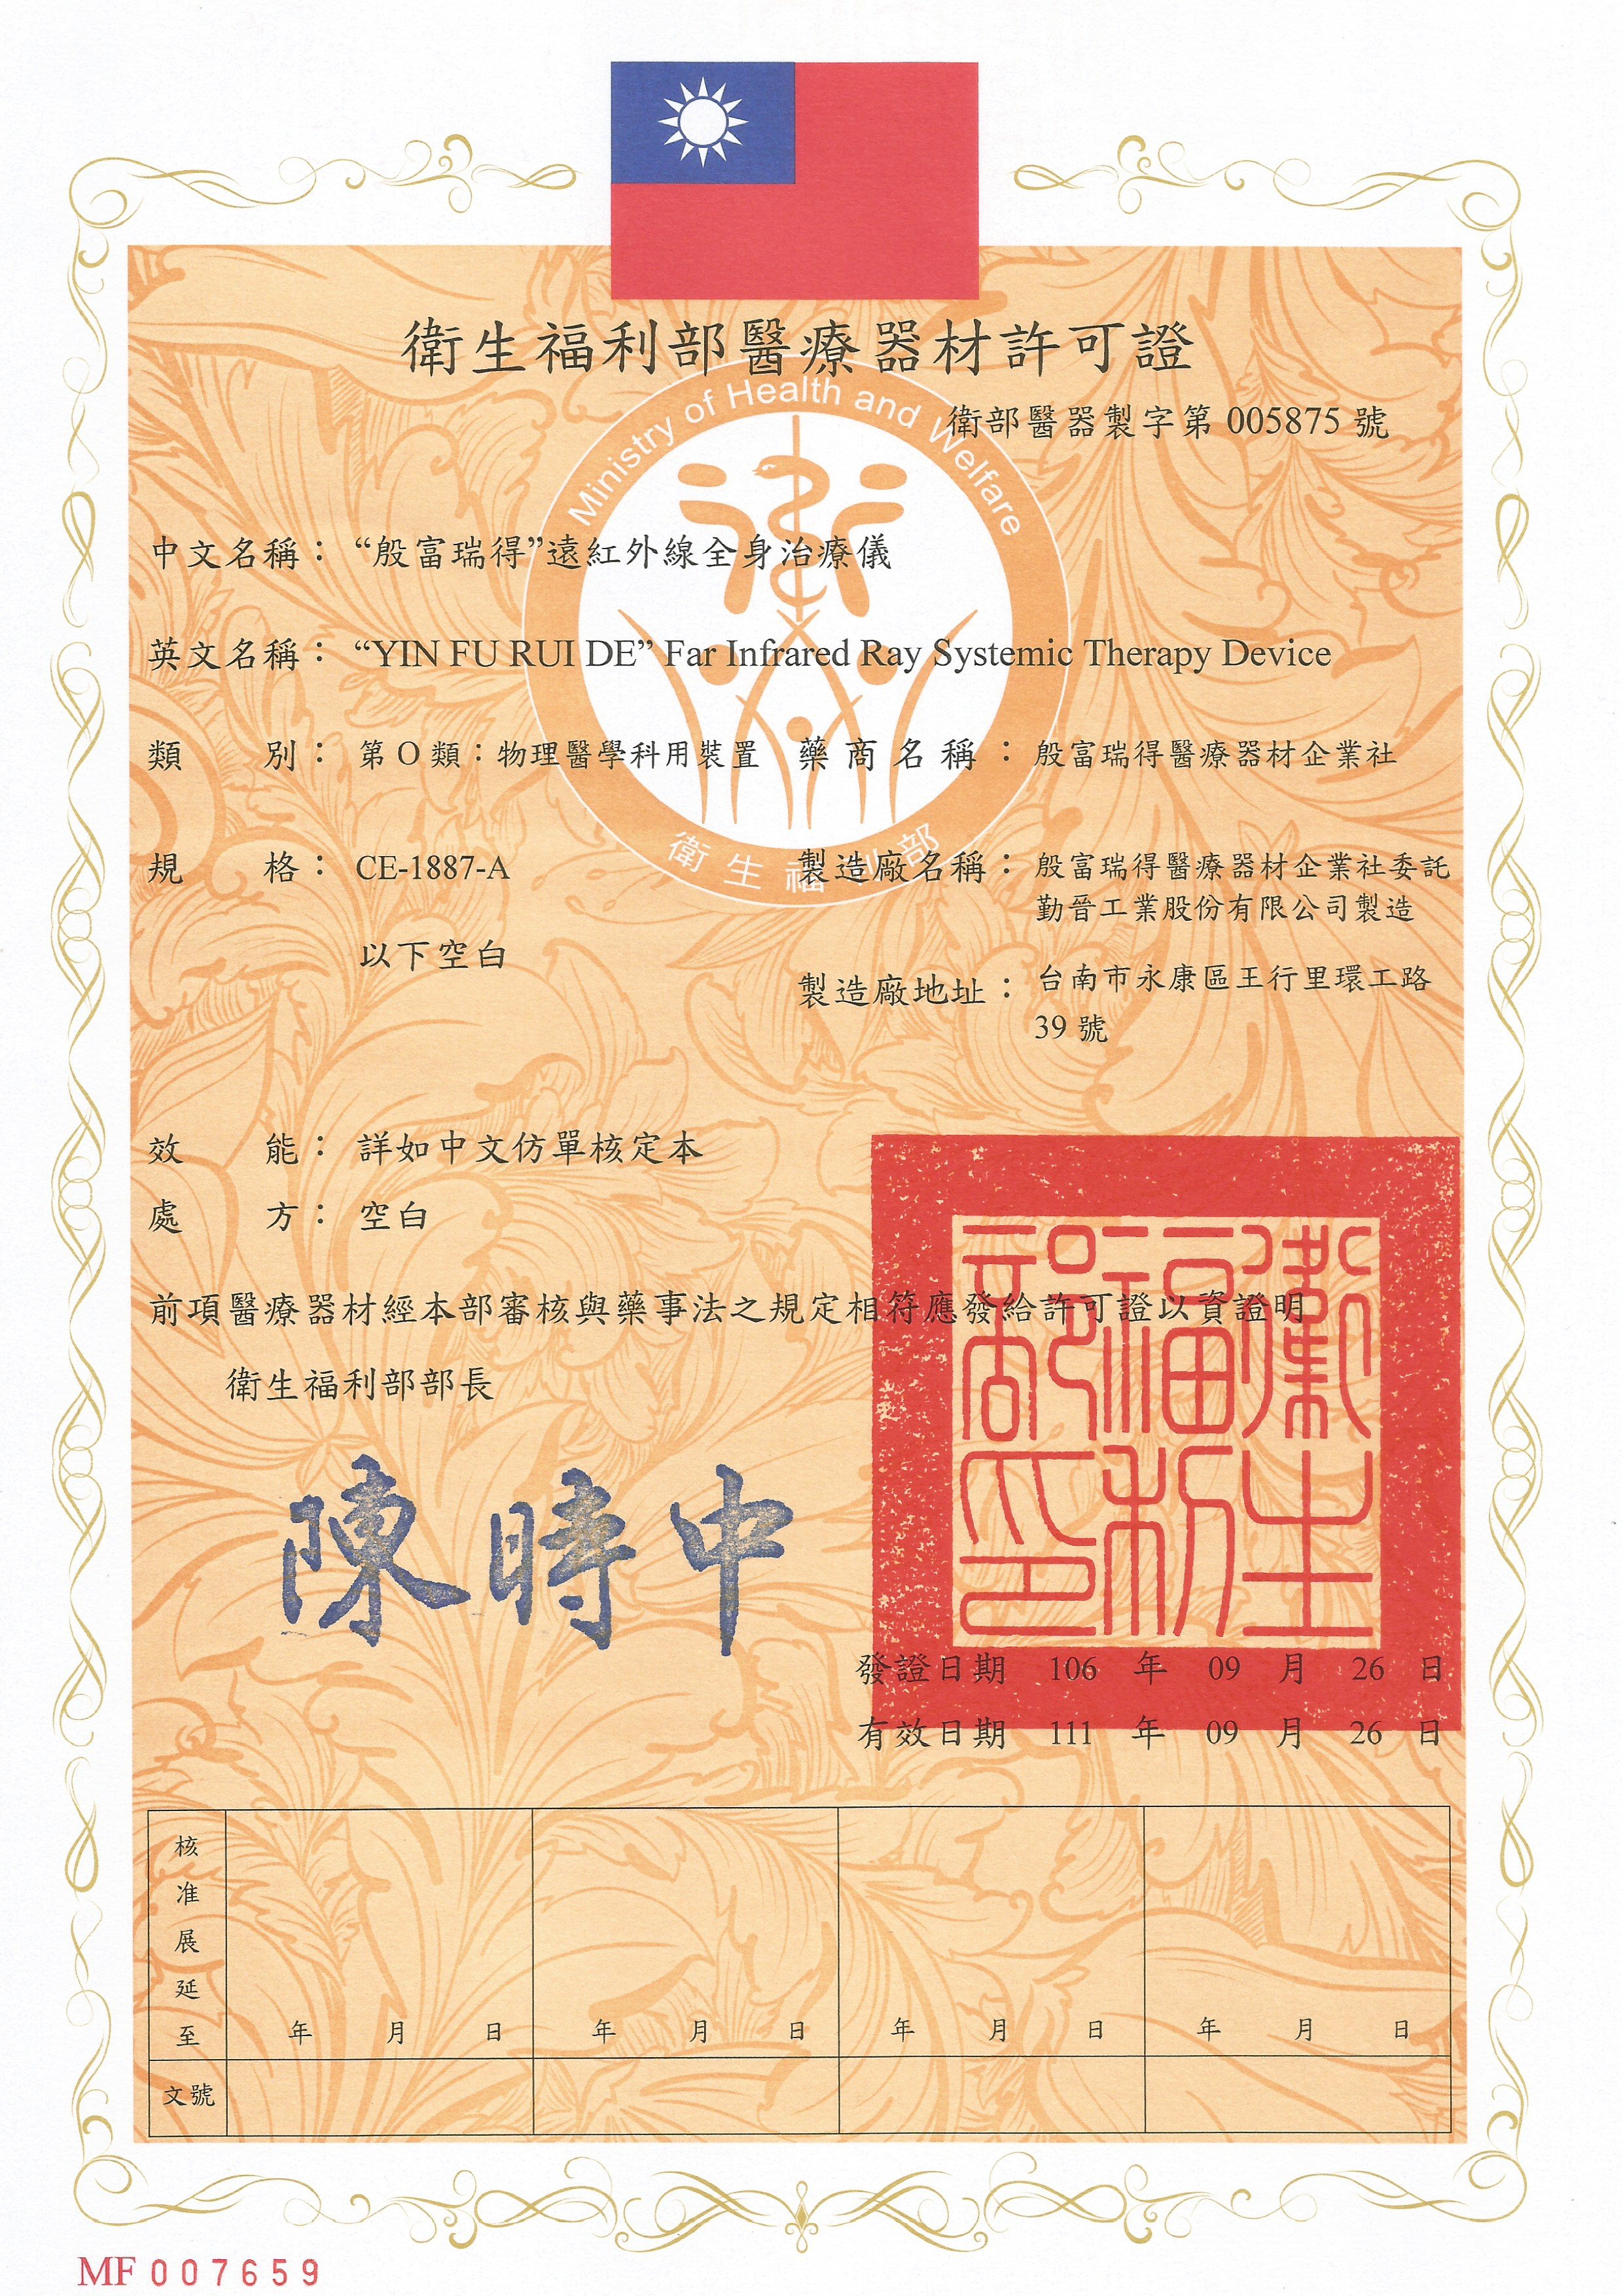 衛生福利部醫療器材許可證
衛部醫器製字第 005875 號
Ministry of Health and Welfare
衛生福利部
中文名稱： “殷富瑞得”遠紅外線全身治療儀
英文名稱： “YIN FU RUI DE” Far Infrared Ray Systemic Therapy Device
類別： 第 O 類：物理醫學科用裝置
藥商名稱： 殷富瑞得醫療器材企業社
規格： CE-1887-A
以下空白
製造廠名稱： 殷富瑞得醫療器材企業社委託
勤晉工業股份有限公司製造
製造廠地址： 台南市永康區王行里環工路
39 號
效能： 詳如中文仿單核定本
處方： 空白
前項醫療器材經本部審核與藥事法之規定相符應發給許可證以資證明
衛生福利部部長
陳時中
衛生福利部印
發證日期 106 年 09 月 26 日
有效日期 111 年 09 月 26 日
核准展延至 年 月 日 年 月 日 年 月 日 年 月 日
文號
MF 007659